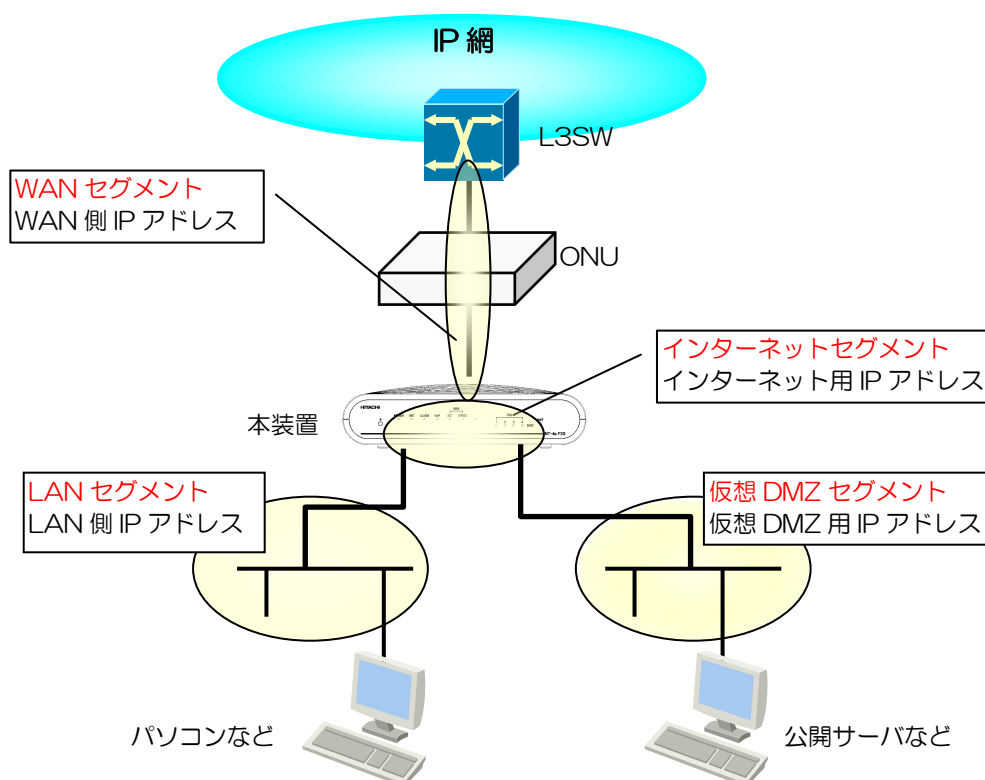 IP 網
L3SW
WAN セグメント
WAN 側 IP アドレス
ONU
インターネットセグメント
インターネット用 IP アドレス
HITACHI
本装置
LAN セグメント
LAN 側 IP アドレス
仮想 DMZ セグメント
仮想 DMZ 用 IP アドレス
パソコンなど
公開サーバなど